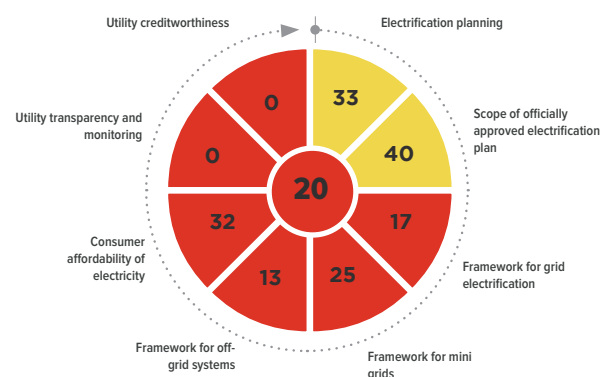 Utility creditworthiness
Electrification planning
0
33
Utility transparency and
monitoring
Scope of officially
approved electrification
plan
0
40
20
32
17
Consumer
affordability of
electricity
13
25
Framework for grid
electrification
Framework for off-
grid systems
Framework for mini
grids